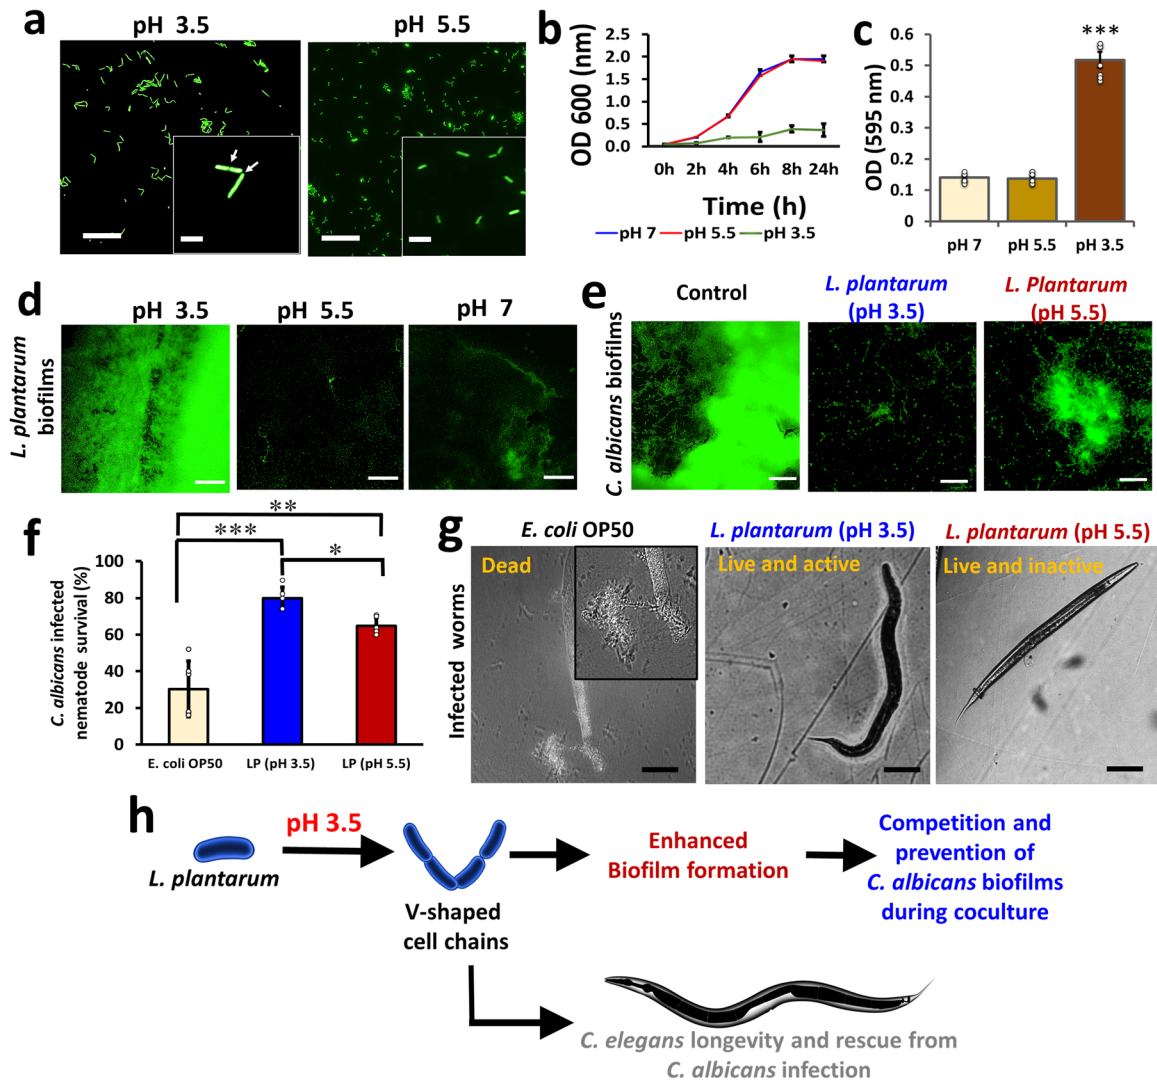 a
pH 3.5
pH 5.5
b
OD 600 (nm)
2.5
2.0
1.5
1.0
0.5
0.0
0h 2h 4h 6h 8h 24h
Time (h)
pH 7 pH 5.5 pH 3.5
c
OD (595 nm)
0.6
0.5
0.4
0.3
0.2
0.1
0
***
pH 7 pH 5.5 pH 3.5
d
pH 3.5
pH 5.5
pH 7
L. plantarum
biofilms
e
Control
L. plantarum
(pH 3.5)
L. Plantarum
(pH 5.5)
C. albicans biofilms
f
C. albicans infected
nematode survival (%)
100
80
60
40
20
0
**
***
*
E. coli OP50 LP (pH 3.5) LP (pH 5.5)
g
E. coli OP50
L. plantarum (pH 3.5)
L. plantarum (pH 5.5)
Infected worms
Dead
Live and active
Live and inactive
h
L. plantarum
pH 3.5
V-shaped
cell chains
Enhanced
Biofilm formation
Competition and
prevention of
C. albicans biofilms
during coculture
C. elegans longevity and rescue from
C. albicans infection